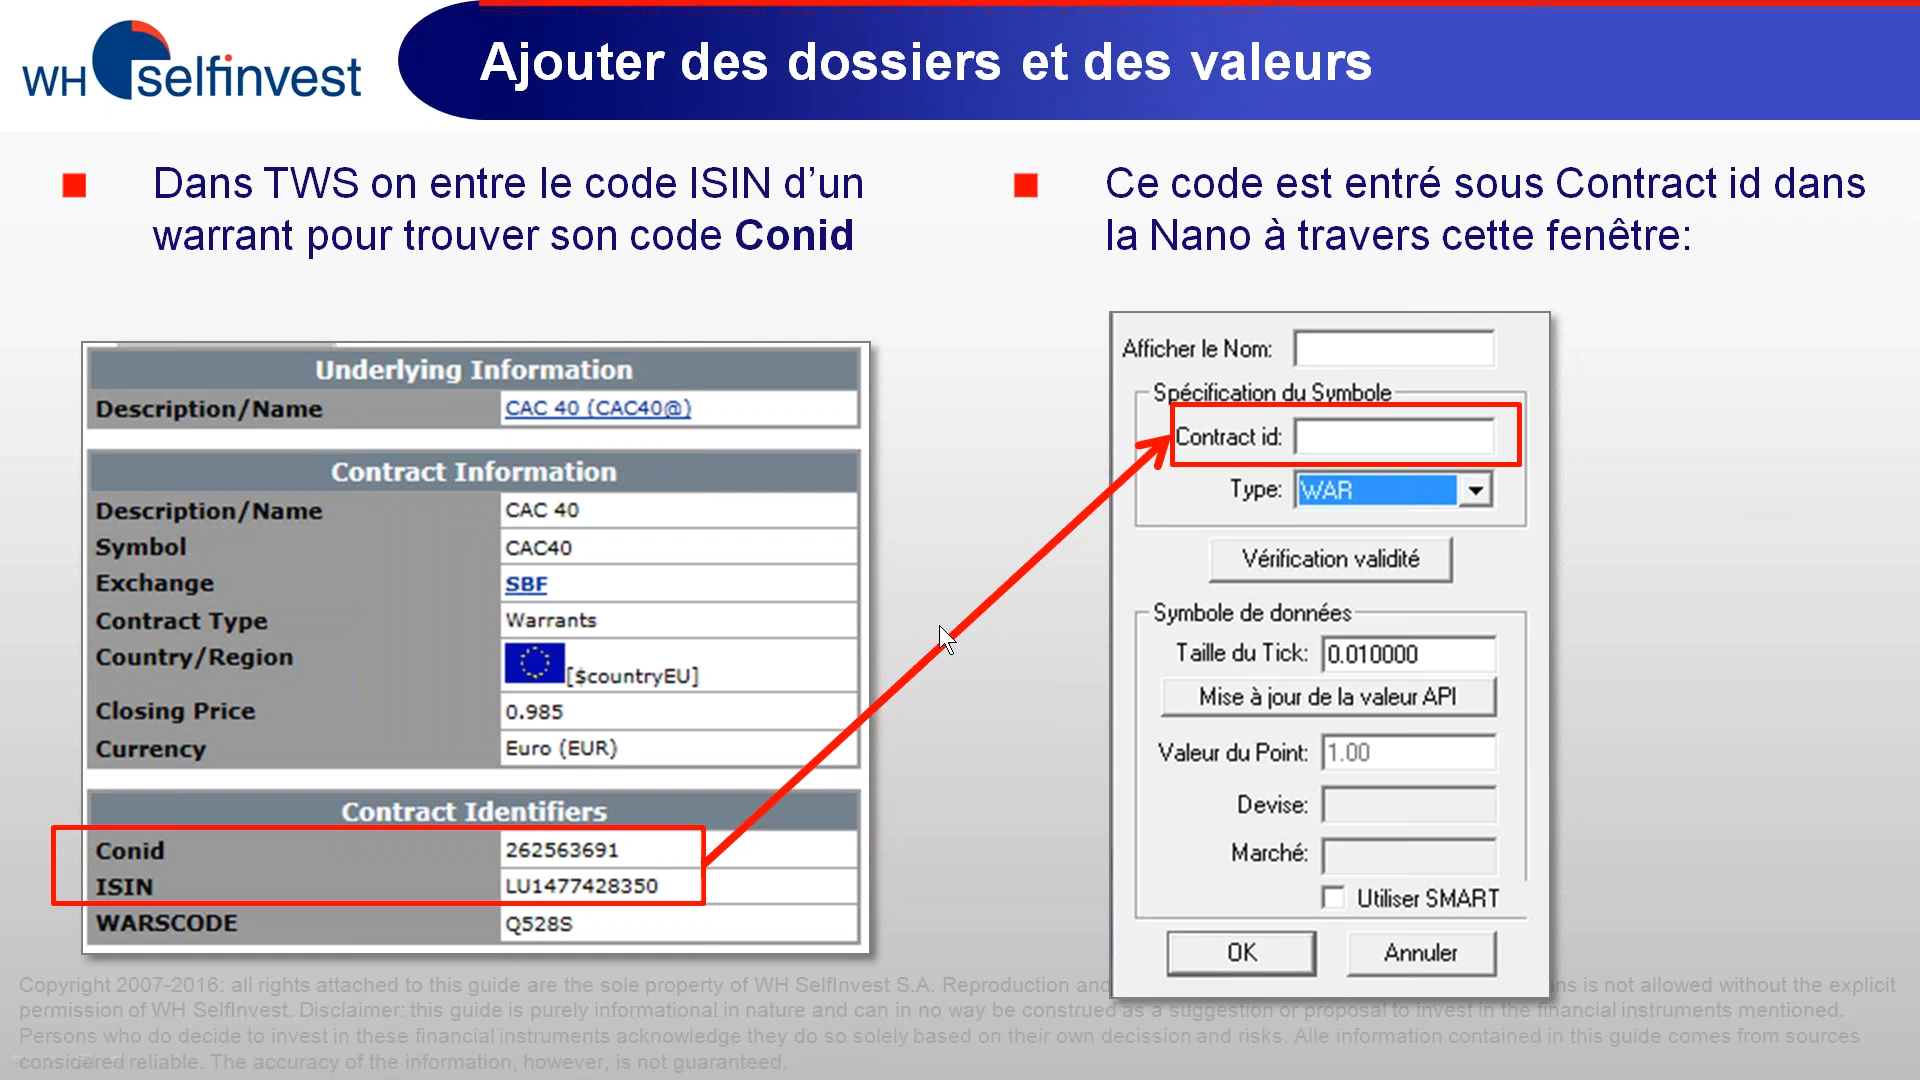 WH selfinvest
Ajouter des dossiers et des valeurs
Dans TWS on entre le code ISIN d’un
warrant pour trouver son code Conid
Ce code est entré sous Contract id dans
la Nano à travers cette fenêtre:
Underlying Information
Description/Name CAC 40 (CAC40@)
Contract Information
Description/Name CAC 40
Symbol CAC40
Exchange SBF
Contract Type Warrants
Country/Region [$countryEU]
Closing Price 0.985
Currency Euro (EUR)
Contract Identifiers
Conid 262563691
ISIN LU1477428350
WARSCODE Q528S
Afficher le Nom:
Spécification du Symbole
Contract id:
Type: WAR
Vérification validité
Symbole de données
Taille du Tick: 0.010000
Mise à jour de la valeur API
Valeur du Point: 1.00
Devise:
Marché:
Utiliser SMART
OK Annuler
Copyright 2007-2016: all rights attached to this guide are the sole property of WH SelfInvest S.A. Reproduction and ns is not allowed without the explicit
permission of WH SelfInvest. Disclaimer: this guide is purely informational in nature and can in no way be construed as a suggestion or proposal to invest in the financial instruments mentioned.
Persons who do decide to invest in these financial instruments acknowledge they do so solely based on their own decission and risks. Alle information contained in this guide comes from sources
considered reliable. The accuracy of the information, however, is not guaranteed.